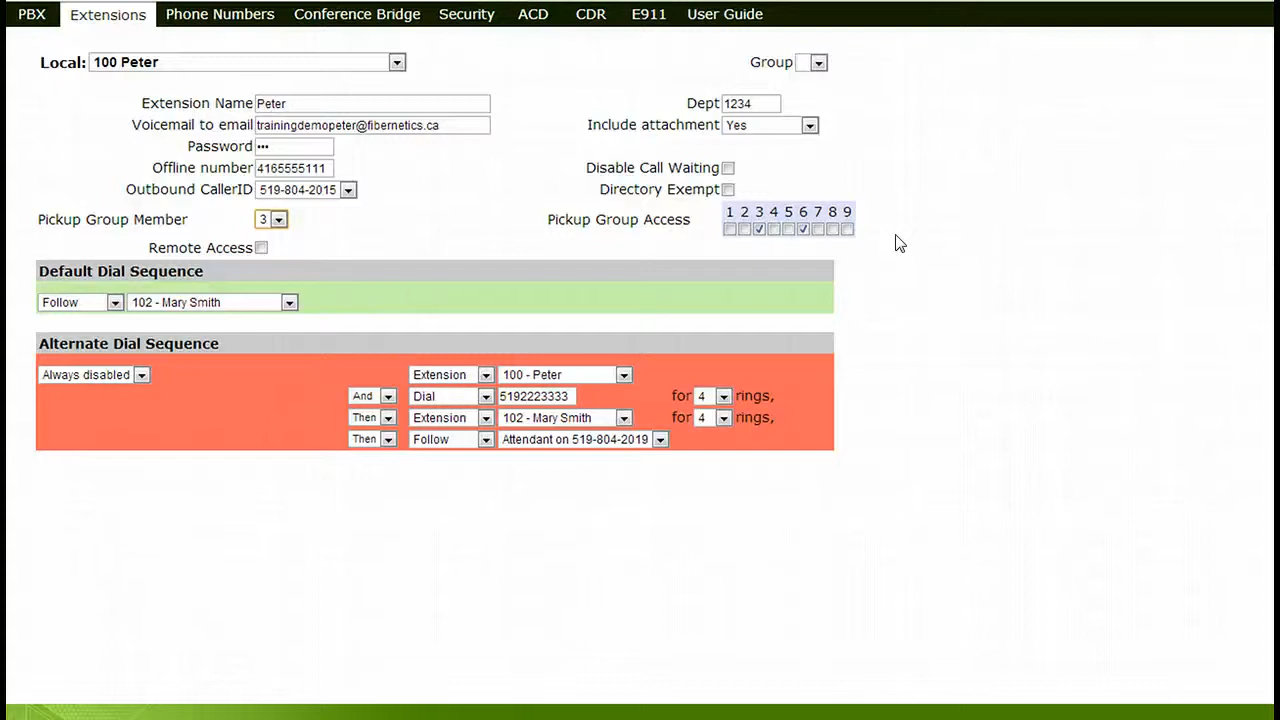 PBX Extensions Phone Numbers Conference Bridge Security ACD CDR E911 User Guide
Local: 100 Peter Group
Extension Name Peter Dept 1234
Voicemail to email trainingdemopeter@fibernetics.ca Include attachment Yes
Password •••
Offline number 4165555111 Disable Call Waiting
Outbound CallerID 519-804-2015 Directory Exempt
1 2 3 4 5 6 7 8 9
Pickup Group Member 3 Pickup Group Access
Remote Access
Default Dial Sequence
Follow 102 - Mary Smith
Alternate Dial Sequence
Always disabled Extension 100 - Peter
And Dial 5192223333 for 4 rings,
Then Extension 102 - Mary Smith for 4 rings,
Then Follow Attendant on 519-804-2019